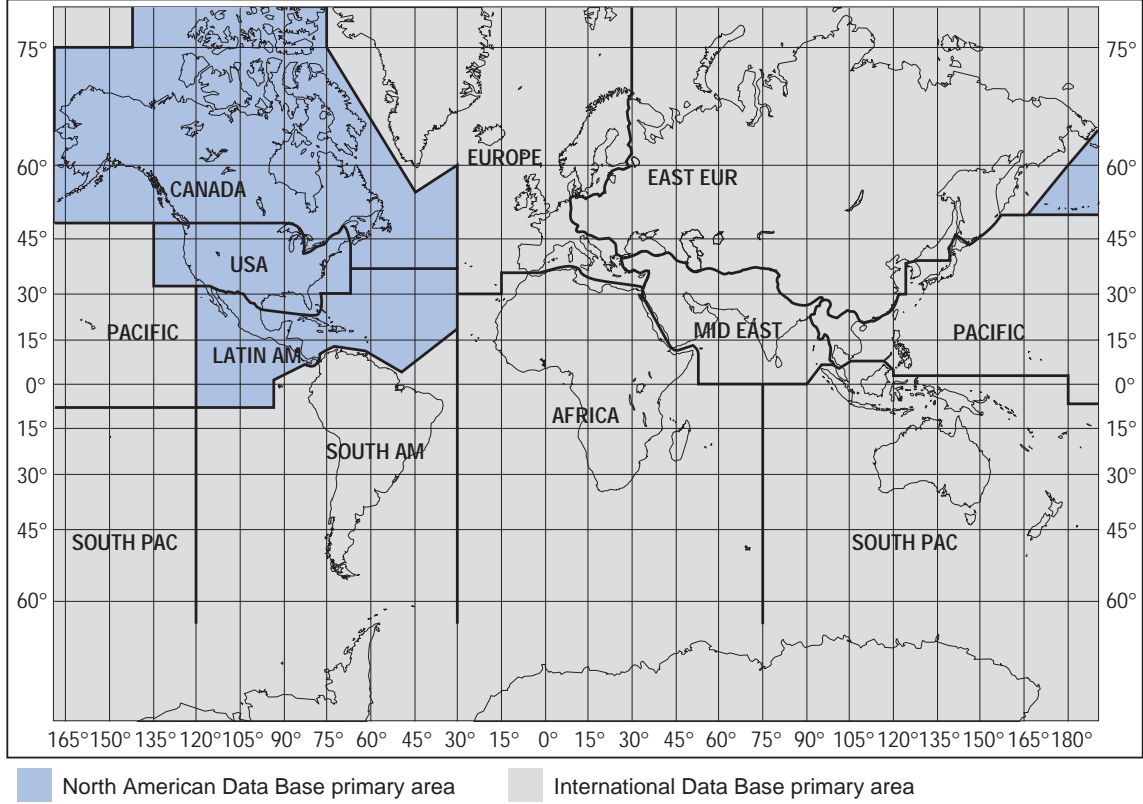 75° 75°
60° EUROPE 60°
CANADA EAST EUR
45° 45°
USA
30° 30°
PACIFIC MID EAST PACIFIC
15° 15°
LATIN AM
0° 0°
AFRICA
15° 15°
SOUTH AM
30° 30°
45° 45°
SOUTH PAC SOUTH PAC
60° 60°
165° 150° 135° 120° 105° 90° 75° 60° 45° 30° 15° 0° 15° 30° 45° 60° 75° 90° 105° 120° 135° 150° 165° 180°
North American Data Base primary area International Data Base primary area